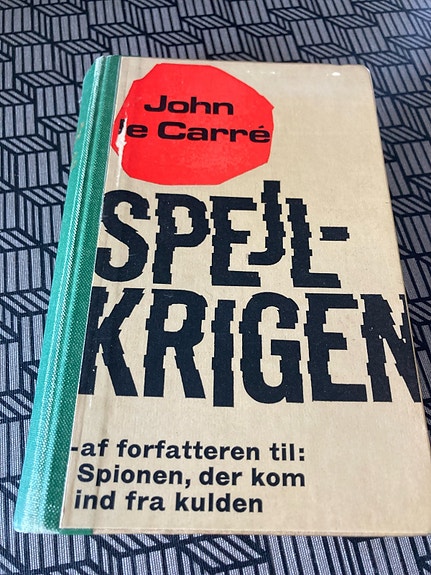 John
le Carré
SPEJL-
KRIGEN
-af forfatteren til:
Spionen, der kom
ind fra kulden